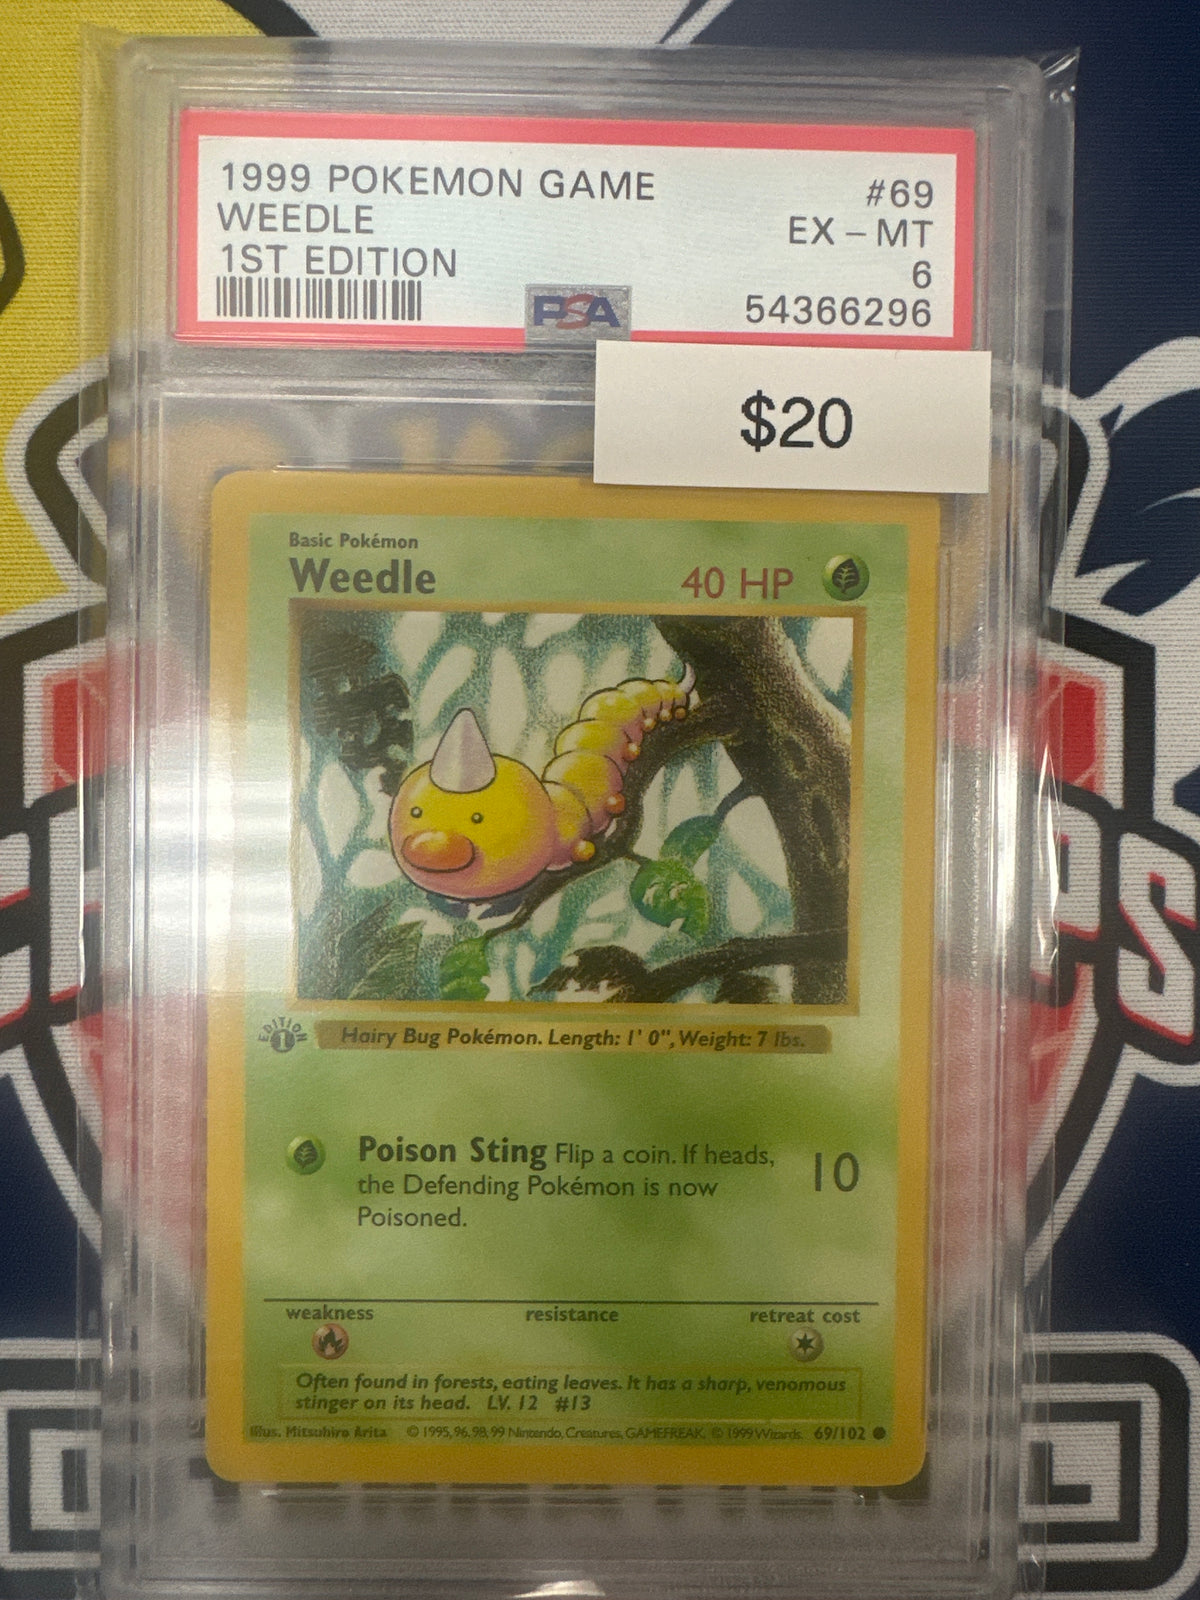 1999 POKEMON GAME #69
WEEDLE EX - MT
1ST EDITION 6
PSA 54366296
$20
Basic Pokémon
Weedle 40 HP
EDITION 1
Hairy Bug Pokémon. Length: 1' 0", Weight: 7 lbs.
Poison Sting Flip a coin. If heads, 10
the Defending Pokémon is now
Poisoned.
weakness resistance retreat cost
Often found in forests, eating leaves. It has a sharp, venomous
stinger on its head. LV. 12 #13
Illus. Mitsuhiro Arita © 1995, 96, 98, 99 Nintendo, Creatures, GAMEFREAK. © 1999 Wizards. 69/102